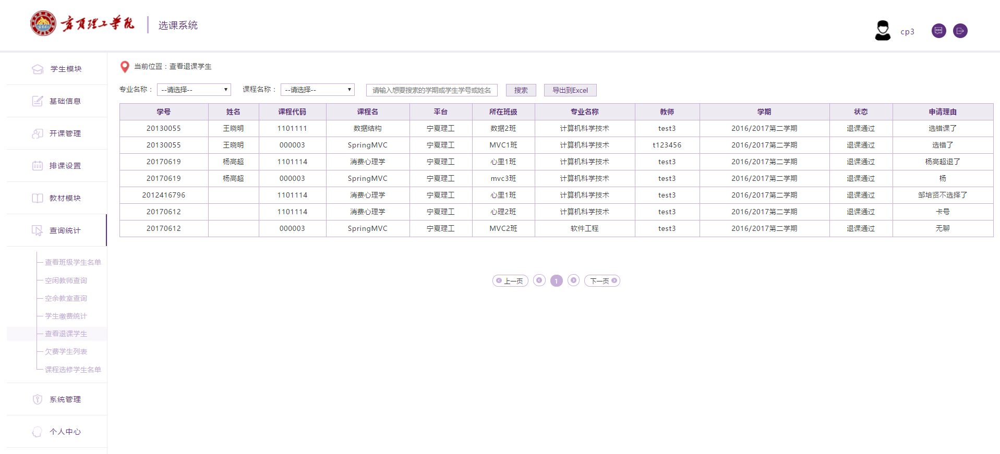 宁夏理工学院 选课系统
cp3
学生模块
基础信息
开课管理
排课设置
教材模块
查询统计
查看班级学生名单
空闲教师查询
空余教室查询
学生缴费统计
查看退课学生
欠费学生列表
课程选修学生名单
系统管理
个人中心
当前位置：查看退课学生
专业名称： --请选择-- 课程名称： --请选择-- 请输入想要搜索的学期或学生学号或姓名 搜索 导出到Excel
学号 姓名 课程代码 课程名 平台 所在班级 专业名称 教师 学期 状态 申请理由
20130055 王晓明 1101111 数据结构 宁夏理工 数据2班 计算机科学技术 test3 2016/2017第二学期 退课通过 选错课了
20130055 王晓明 000003 SpringMVC 宁夏理工 MVC1班 计算机科学技术 t123456 2016/2017第二学期 退课通过 选错了
20170619 杨高超 1101114 消费心理学 宁夏理工 心里1班 计算机科学技术 test3 2016/2017第二学期 退课通过 杨高超退了
20170619 杨高超 000003 SpringMVC 宁夏理工 mvc3班 计算机科学技术 test3 2016/2017第二学期 退课通过 杨
2012416796 1101114 消费心理学 宁夏理工 心里1班 计算机科学技术 test3 2016/2017第二学期 退课通过 邹培贤不选择了
20170612 1101114 消费心理学 宁夏理工 心理2班 计算机科学技术 test3 2016/2017第二学期 退课通过 卡号
20170612 000003 SpringMVC 宁夏理工 MVC2班 软件工程 test3 2016/2017第二学期 退课通过 无聊
上一页 1 下一页